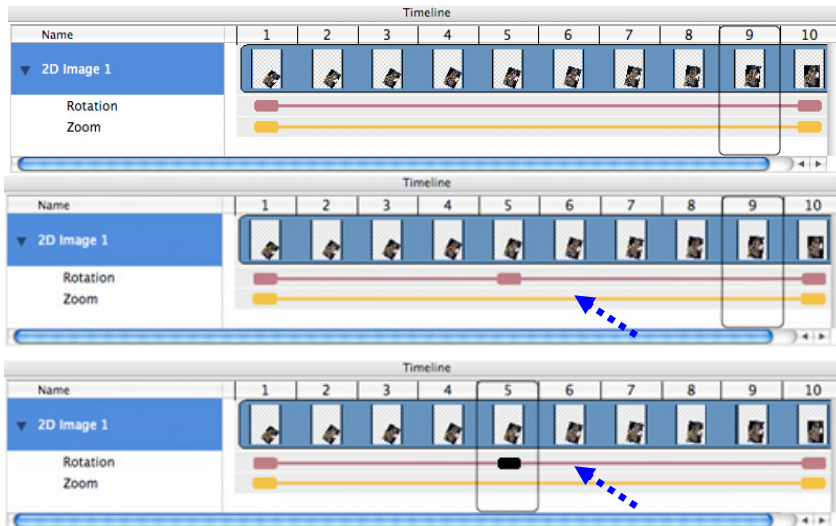 Timeline
Name 1 2 3 4 5 6 7 8 9 10
2D Image 1
Rotation
Zoom
Timeline
Name 1 2 3 4 5 6 7 8 9 10
2D Image 1
Rotation
Zoom
Timeline
Name 1 2 3 4 5 6 7 8 9 10
2D Image 1
Rotation
Zoom